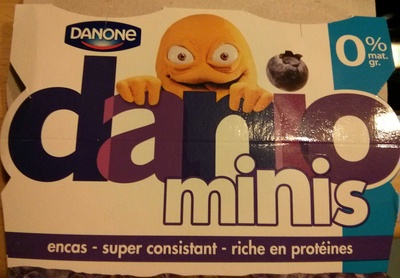 DANONE
0%
mat.
gr.
danio
minis
encas - super consistant - riche en protéines